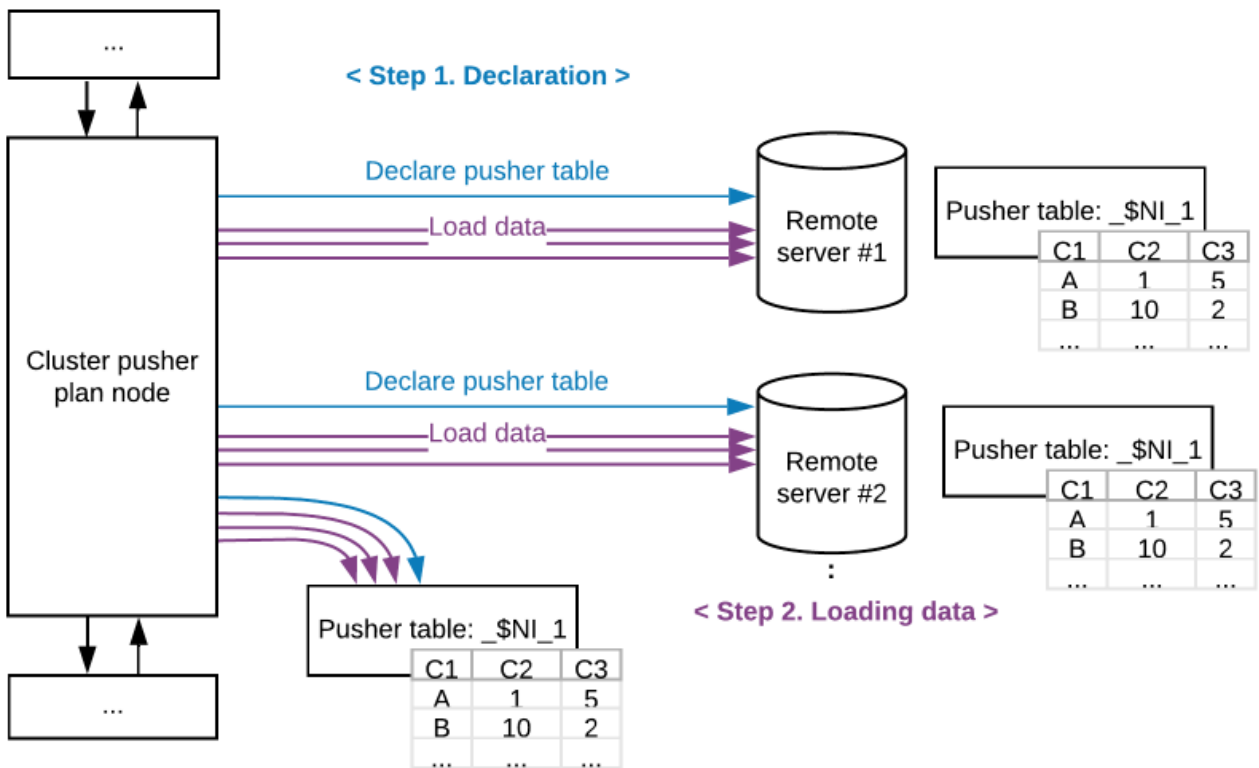 ...
< Step 1. Declaration >
Declare pusher table
Load data
Remote
server #1
Pusher table: _$NI_1
C1 C2 C3
A 1 5
B 10 2
... ... ...
Cluster pusher
plan node
Declare pusher table
Load data
Remote
server #2
Pusher table: _$NI_1
C1 C2 C3
A 1 5
B 10 2
... ... ...
:
< Step 2. Loading data >
Pusher table: _$NI_1
C1 C2 C3
A 1 5
B 10 2
... ... ...
...